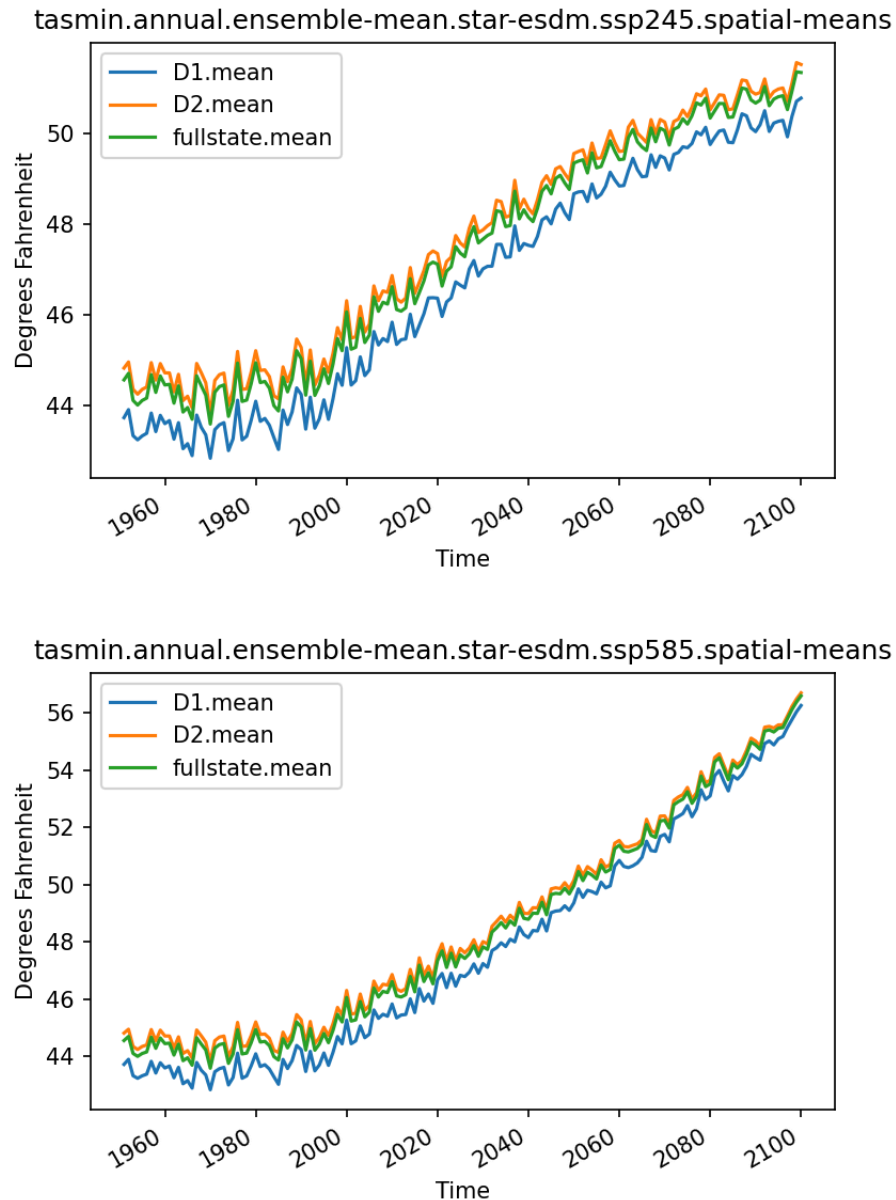 tasmin.annual.ensemble-mean.star-esdm.ssp245.spatial-means
D1.mean
D2.mean
fullstate.mean
Degrees Fahrenheit
50
48
46
44
1960
1980
2000
2020
2040
2060
2080
2100
Time
tasmin.annual.ensemble-mean.star-esdm.ssp585.spatial-means
D1.mean
D2.mean
fullstate.mean
Degrees Fahrenheit
56
54
52
50
48
46
44
1960
1980
2000
2020
2040
2060
2080
2100
Time